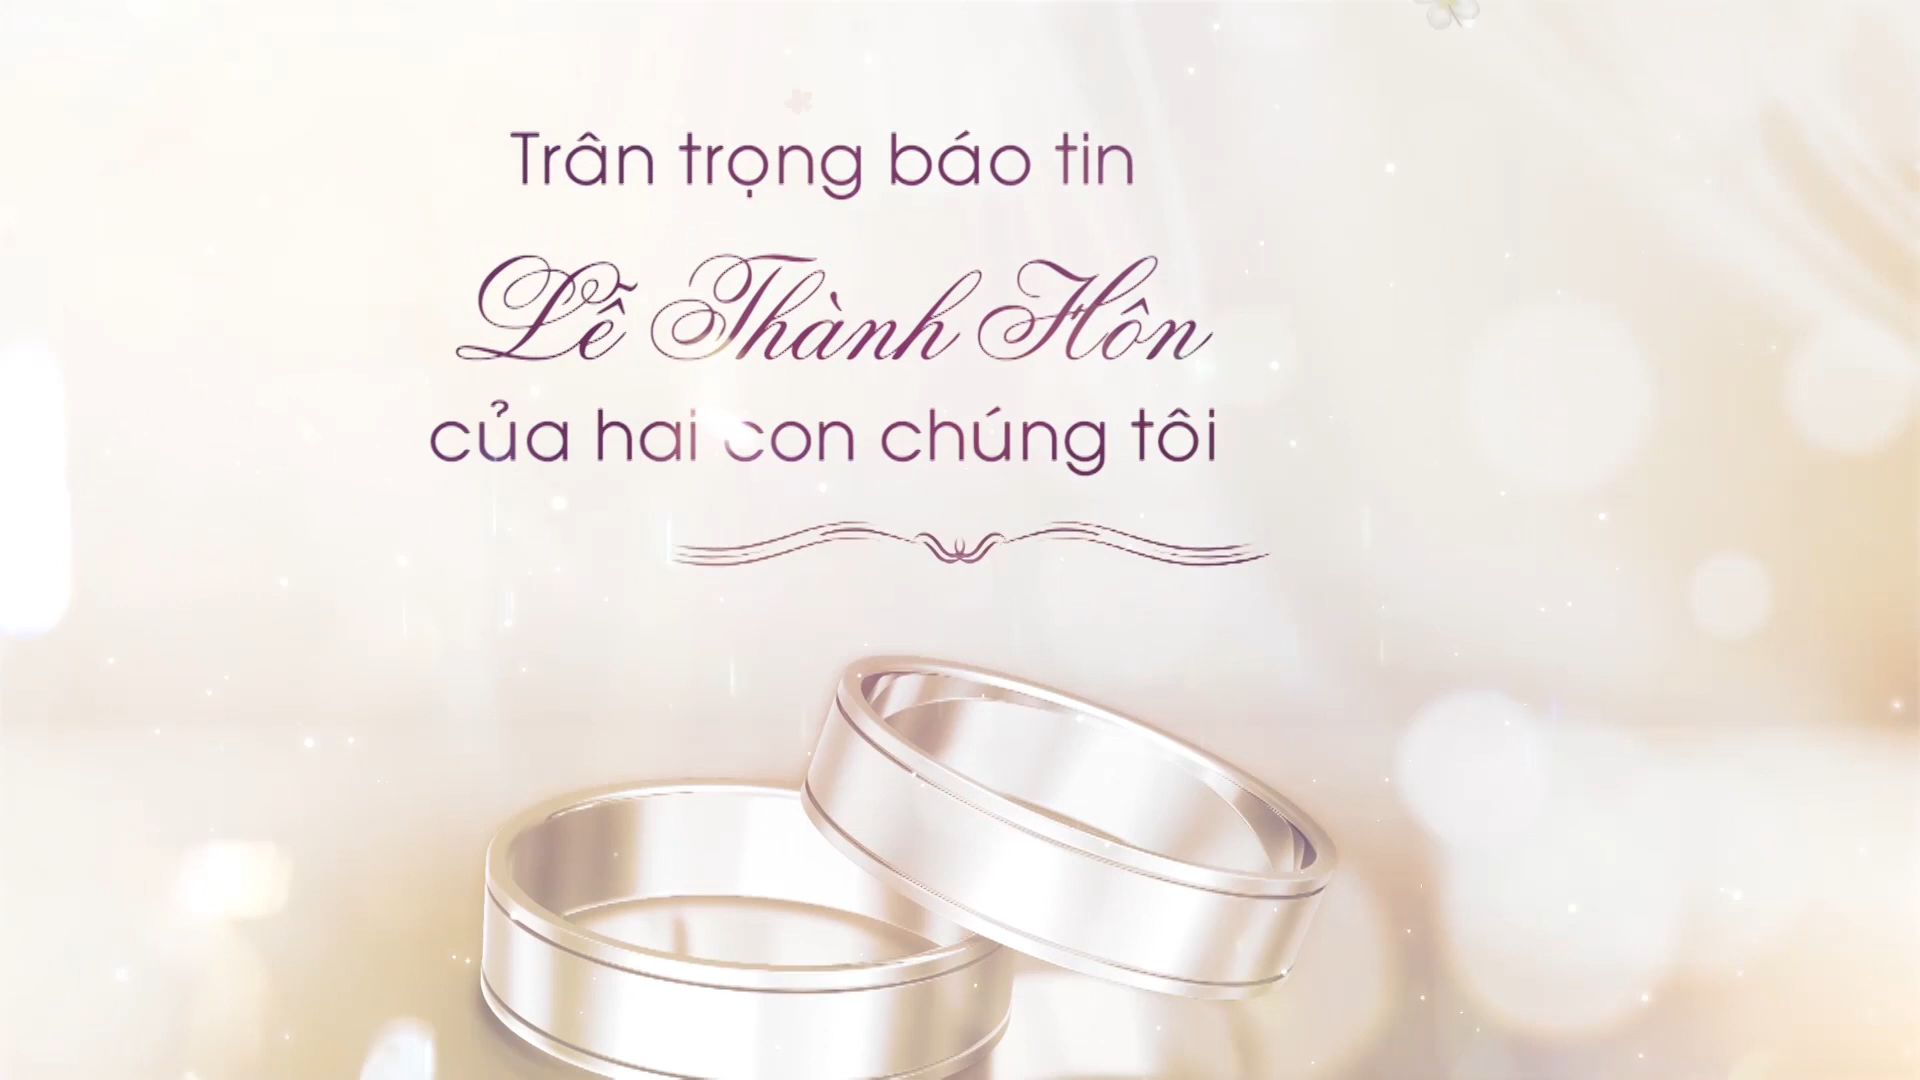 Trân trọng báo tin
Lễ Thành Hôn
của hai con chúng tôi